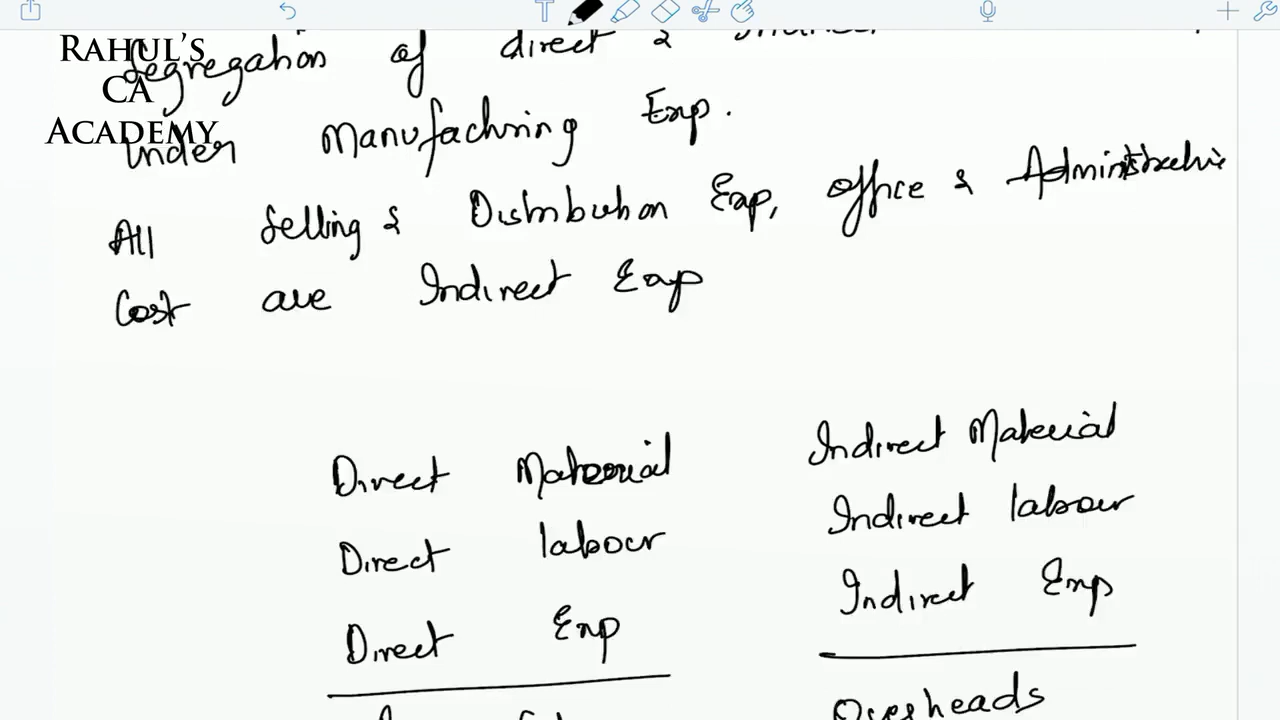 RAHUL'S
CA
ACADEMY
Segregation of direct &
under Manufacturing Exp.
All Selling & Distribution Exp, office & Administrative
Cost are Indirect Exp
Direct Material Indirect Material
Direct labour Indirect labour
Direct Exp Indirect Exp
Overheads